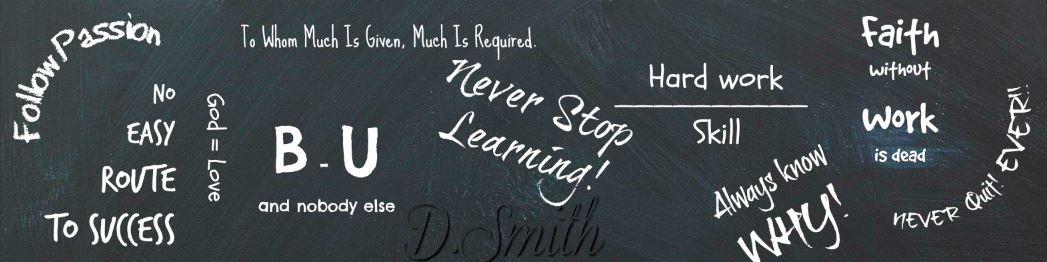 Follow Passion
No
EASY
ROUTE
To SUCCESS
God = Love
To Whom Much Is Given, Much Is Required.
B - U
and nobody else
Never Stop
Learning!
D.Smith
Hard work
Skill
Always know
WHY!
Faith
without
Work
is dead
NEVER Quit! EVER!!